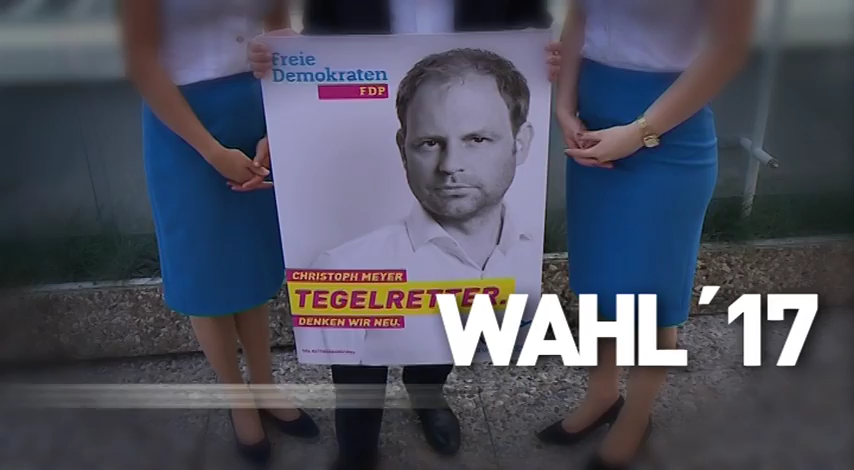 Freie
Demokraten
FDP
CHRISTOPH MEYER
TEGELRETTER.
DENKEN WIR NEU.
WAHL ´17